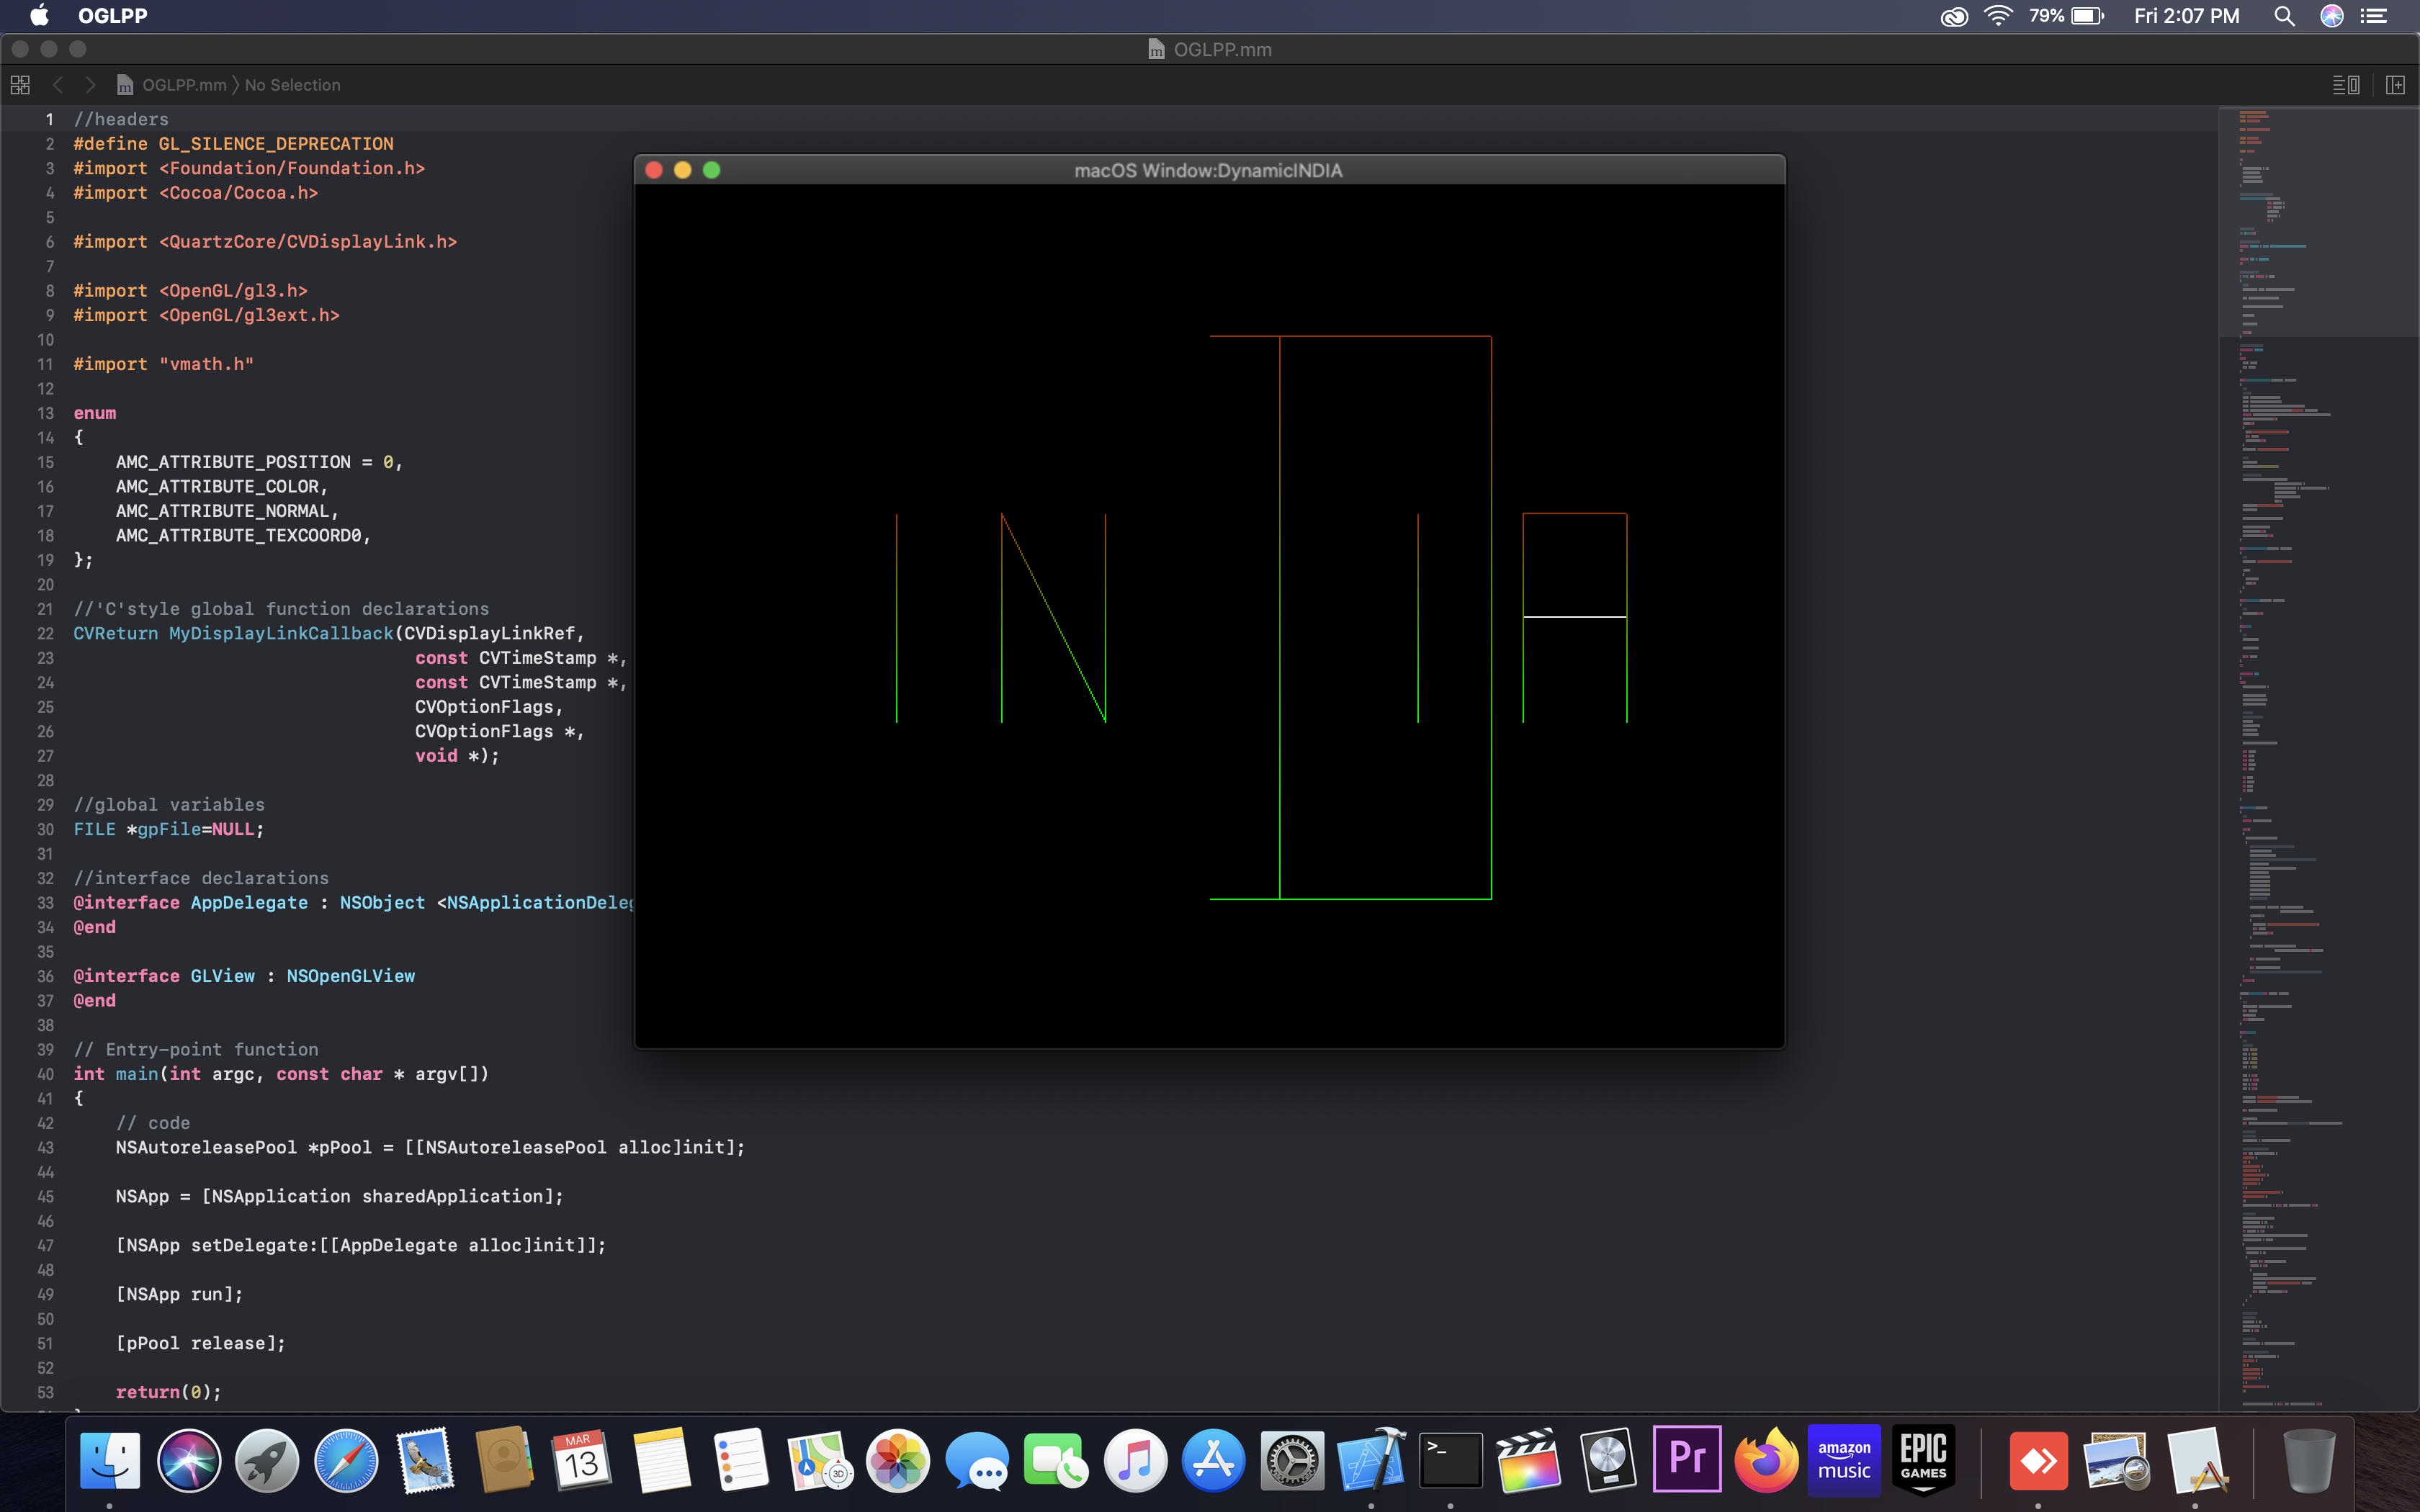 OGLPP
79%
Fri 2:07 PM
OGLPP.mm
OGLPP.mm 〉No Selection
1 //headers
2 #define GL_SILENCE_DEPRECATION
3 #import <Foundation/Foundation.h>
4 #import <Cocoa/Cocoa.h>
5
6 #import <QuartzCore/CVDisplayLink.h>
7
8 #import <OpenGL/gl3.h>
9 #import <OpenGL/gl3ext.h>
10
11 #import "vmath.h"
12
13 enum
14 {
15 AMC_ATTRIBUTE_POSITION = 0,
16 AMC_ATTRIBUTE_COLOR,
17 AMC_ATTRIBUTE_NORMAL,
18 AMC_ATTRIBUTE_TEXCOORD0,
19 };
20
21 //'C'style global function declarations
22 CVReturn MyDisplayLinkCallback(CVDisplayLinkRef,
23 const CVTimeStamp *,
24 const CVTimeStamp *,
25 CVOptionFlags,
26 CVOptionFlags *,
27 void *);
28
29 //global variables
30 FILE *gpFile=NULL;
31
32 //interface declarations
33 @interface AppDelegate : NSObject <NSApplicationDeleg
34 @end
35
36 @interface GLView : NSOpenGLView
37 @end
38
39 // Entry-point function
40 int main(int argc, const char * argv[])
41 {
42 // code
43 NSAutoreleasePool *pPool = [[NSAutoreleasePool alloc]init];
44
45 NSApp = [NSApplication sharedApplication];
46
47 [NSApp setDelegate:[[AppDelegate alloc]init]];
48
49 [NSApp run];
50
51 [pPool release];
52
53 return(0);
macOS Window:DynamicINDIA
INDIA
MAR
13
3D
>_
Pr
amazon
music
EPIC
GAMES